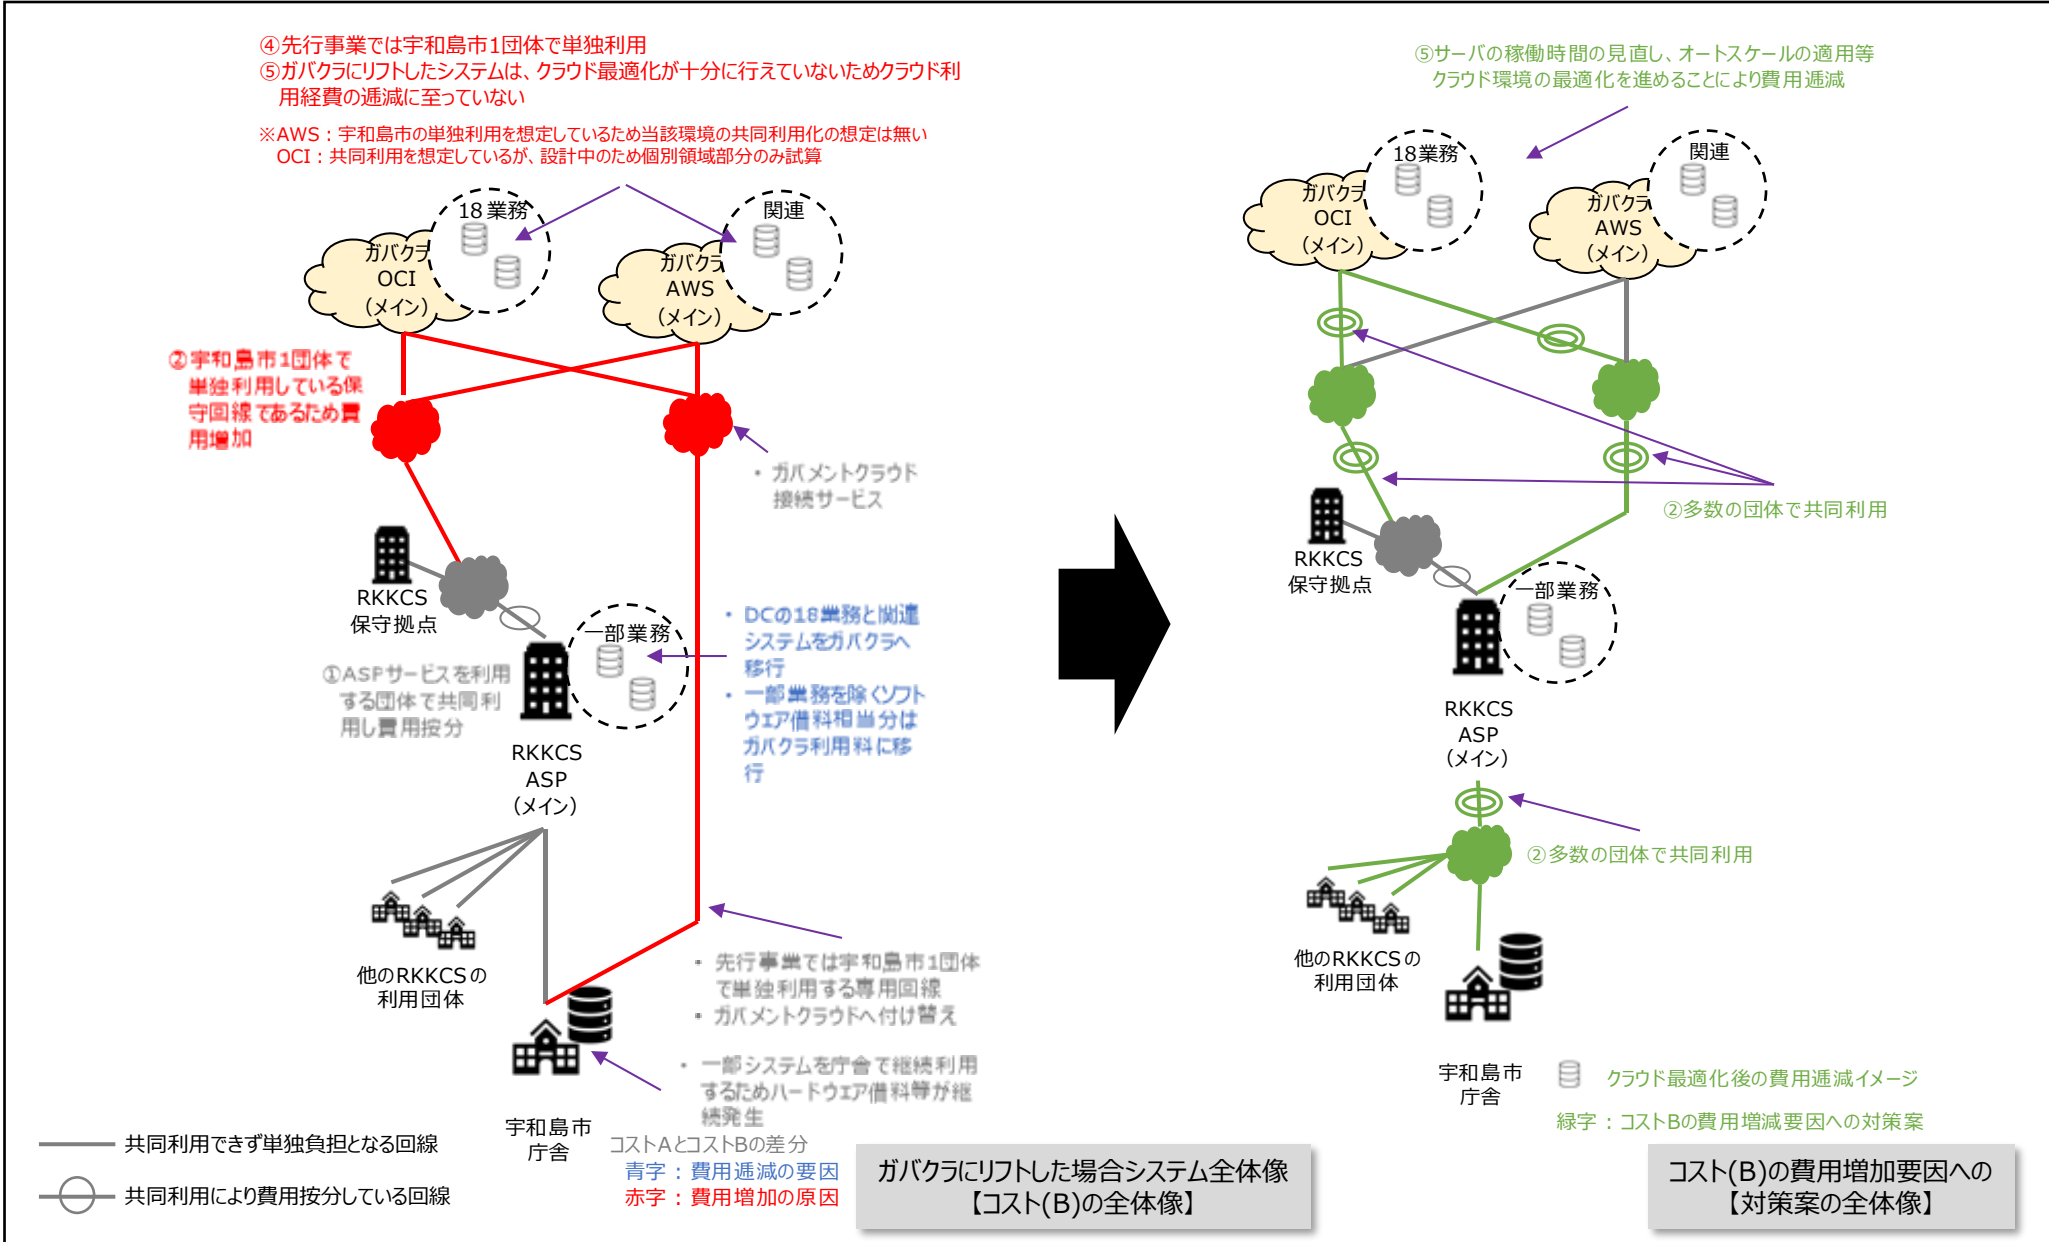 ④先行事業では宇和島市1団体で単独利用
⑤ガバクラにリフトしたシステムは、クラウド最適化が十分に行えていないためクラウド利
用経費の逓減に至っていない
※AWS：宇和島市の単独利用を想定しているため当該環境の共同利用化の想定は無い
OCI：共同利用を想定しているが、設計中のため個別領域部分のみ試算
18業務
ガバクラ
OCI
（メイン）
関連
ガバクラ
AWS
（メイン）
②宇和島市1団体で
単独利用している保
守回線であるため費
用増加
・ガバメントクラウド
接続サービス
RKKCS
保守拠点
一部業務
・DCの18業務と関連
システムをガバクラへ
移行
・一部業務を除くソフト
ウェア借料相当分は
ガバクラ利用料に移
行
①ASPサービスを利用
する団体で共同利
用し費用按分
RKKCS
ASP
（メイン）
他のRKKCSの
利用団体
・先行事業では宇和島市1団体
で単独利用する専用回線
・ガバメントクラウドへ付け替え
・一部システムを庁舎で継続利用
するためハードウェア借料等が継
続発生
宇和島市
庁舎
共同利用できず単独負担となる回線
共同利用により費用按分している回線
コストAとコストBの差分
青字：費用逓減の要因
赤字：費用増加の原因
ガバクラにリフトした場合システム全体像
【コスト(B)の全体像】
⑤サーバの稼働時間の見直し、オートスケールの適用等
クラウド環境の最適化を進めることにより費用逓減
18業務
ガバクラ
OCI
（メイン）
関連
ガバクラ
AWS
（メイン）
②多数の団体で共同利用
RKKCS
保守拠点
一部業務
RKKCS
ASP
（メイン）
②多数の団体で共同利用
他のRKKCSの
利用団体
宇和島市
庁舎
クラウド最適化後の費用逓減イメージ
緑字：コストBの費用増減要因への対策案
コスト(B)の費用増加要因への
【対策案の全体像】